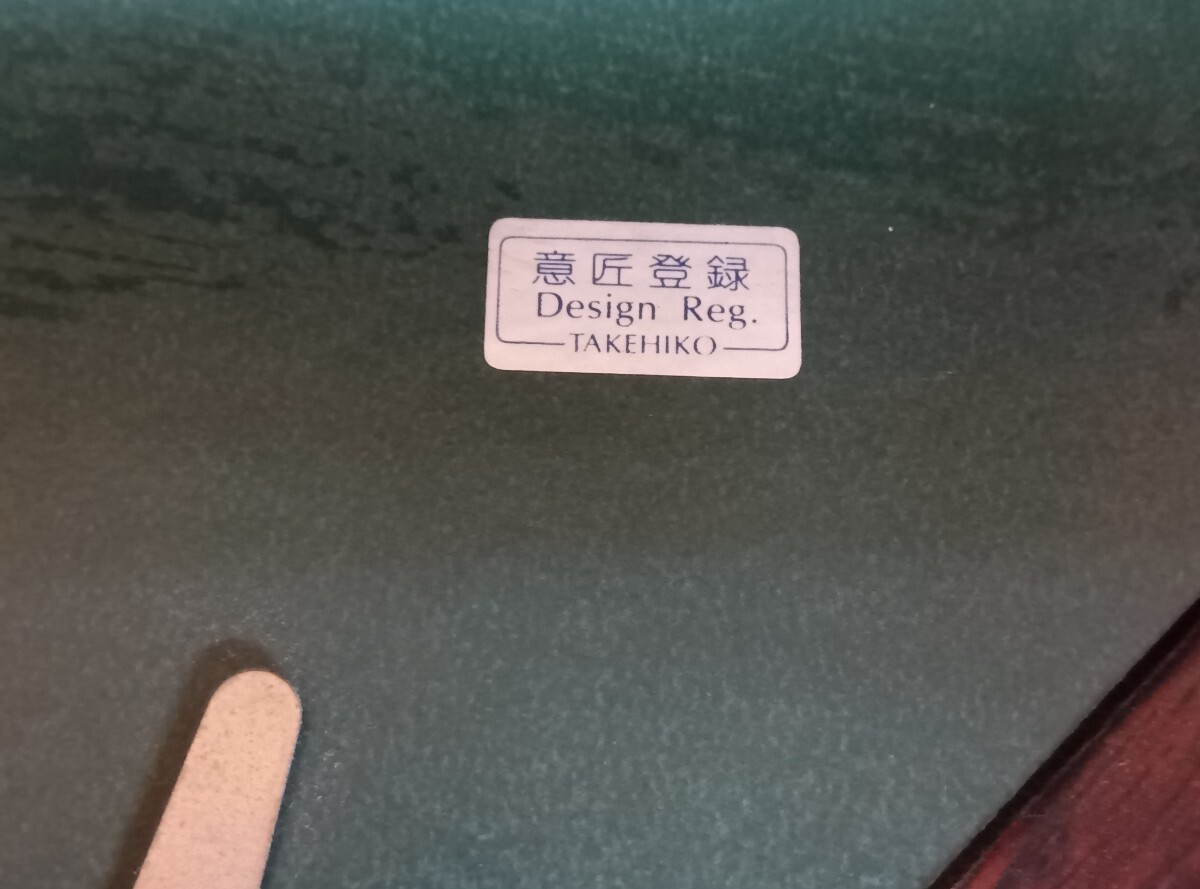 意匠登録
Design Reg.
TAKEHIKO